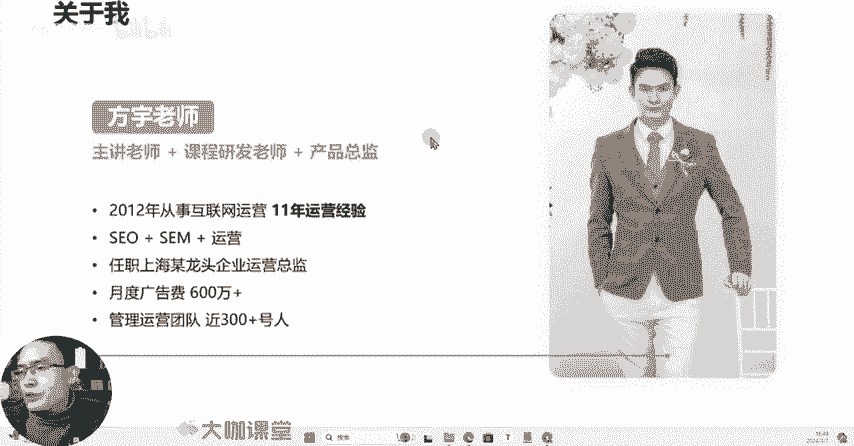 关于我
方宇老师
主讲老师 + 课程研发老师 + 产品总监
• 2012年从事互联网运营 11年运营经验
• SEO + SEM + 运营
• 任职上海某龙头企业运营总监
• 月度广告费 600万+
• 管理运营团队 近300+号人
大咖课堂
搜索